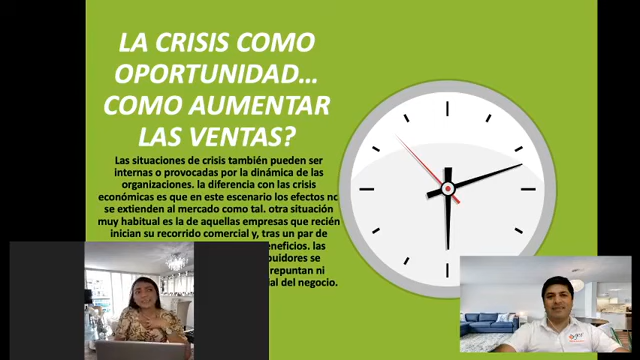 LA CRISIS COMO
OPORTUNIDAD...
COMO AUMENTAR
LAS VENTAS?
Las situaciones de crisis también pueden ser
internas o provocadas por la dinámica de las
organizaciones. la diferencia con las crisis
económicas es que en este escenario los efectos no
se extienden al mercado como tal. otra situación
muy habitual es la de aquellas empresas que recién
inician su recorrido comercial y, tras un par de
las
se
repuntan ni
del negocio.